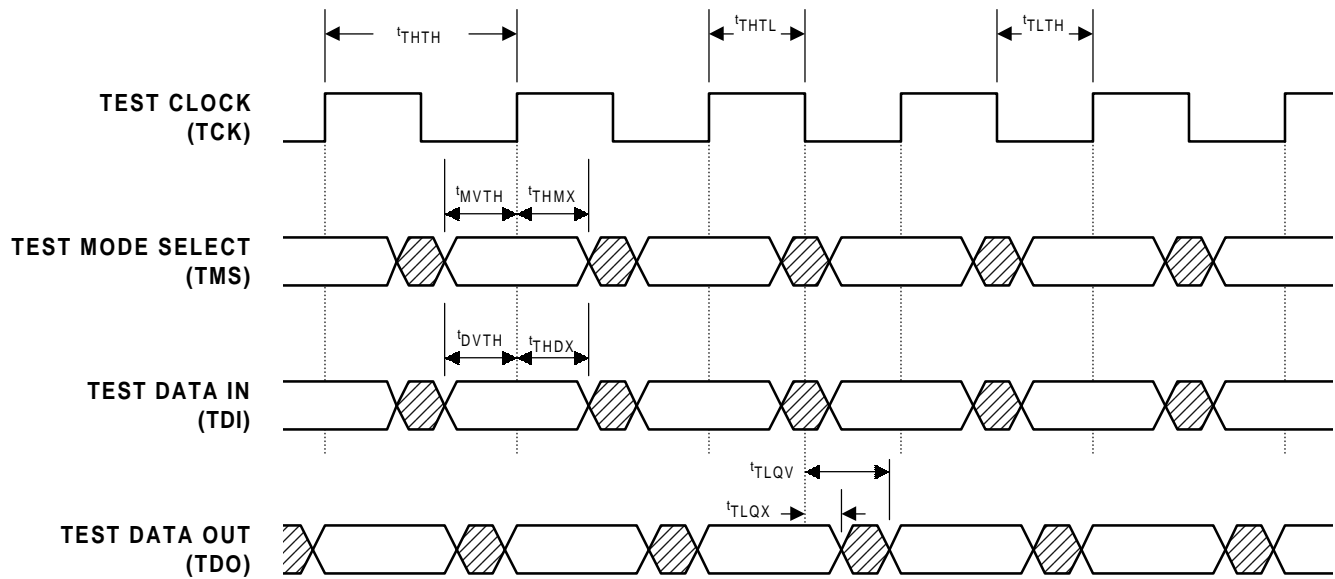 tTHTH
tTHTL
tTLTH
TEST CLOCK
(TCK)
tMVTH
tTHMX
TEST MODE SELECT
(TMS)
tDVTH
tTHDX
TEST DATA IN
(TDI)
tTLQV
tTLQX
TEST DATA OUT
(TDO)